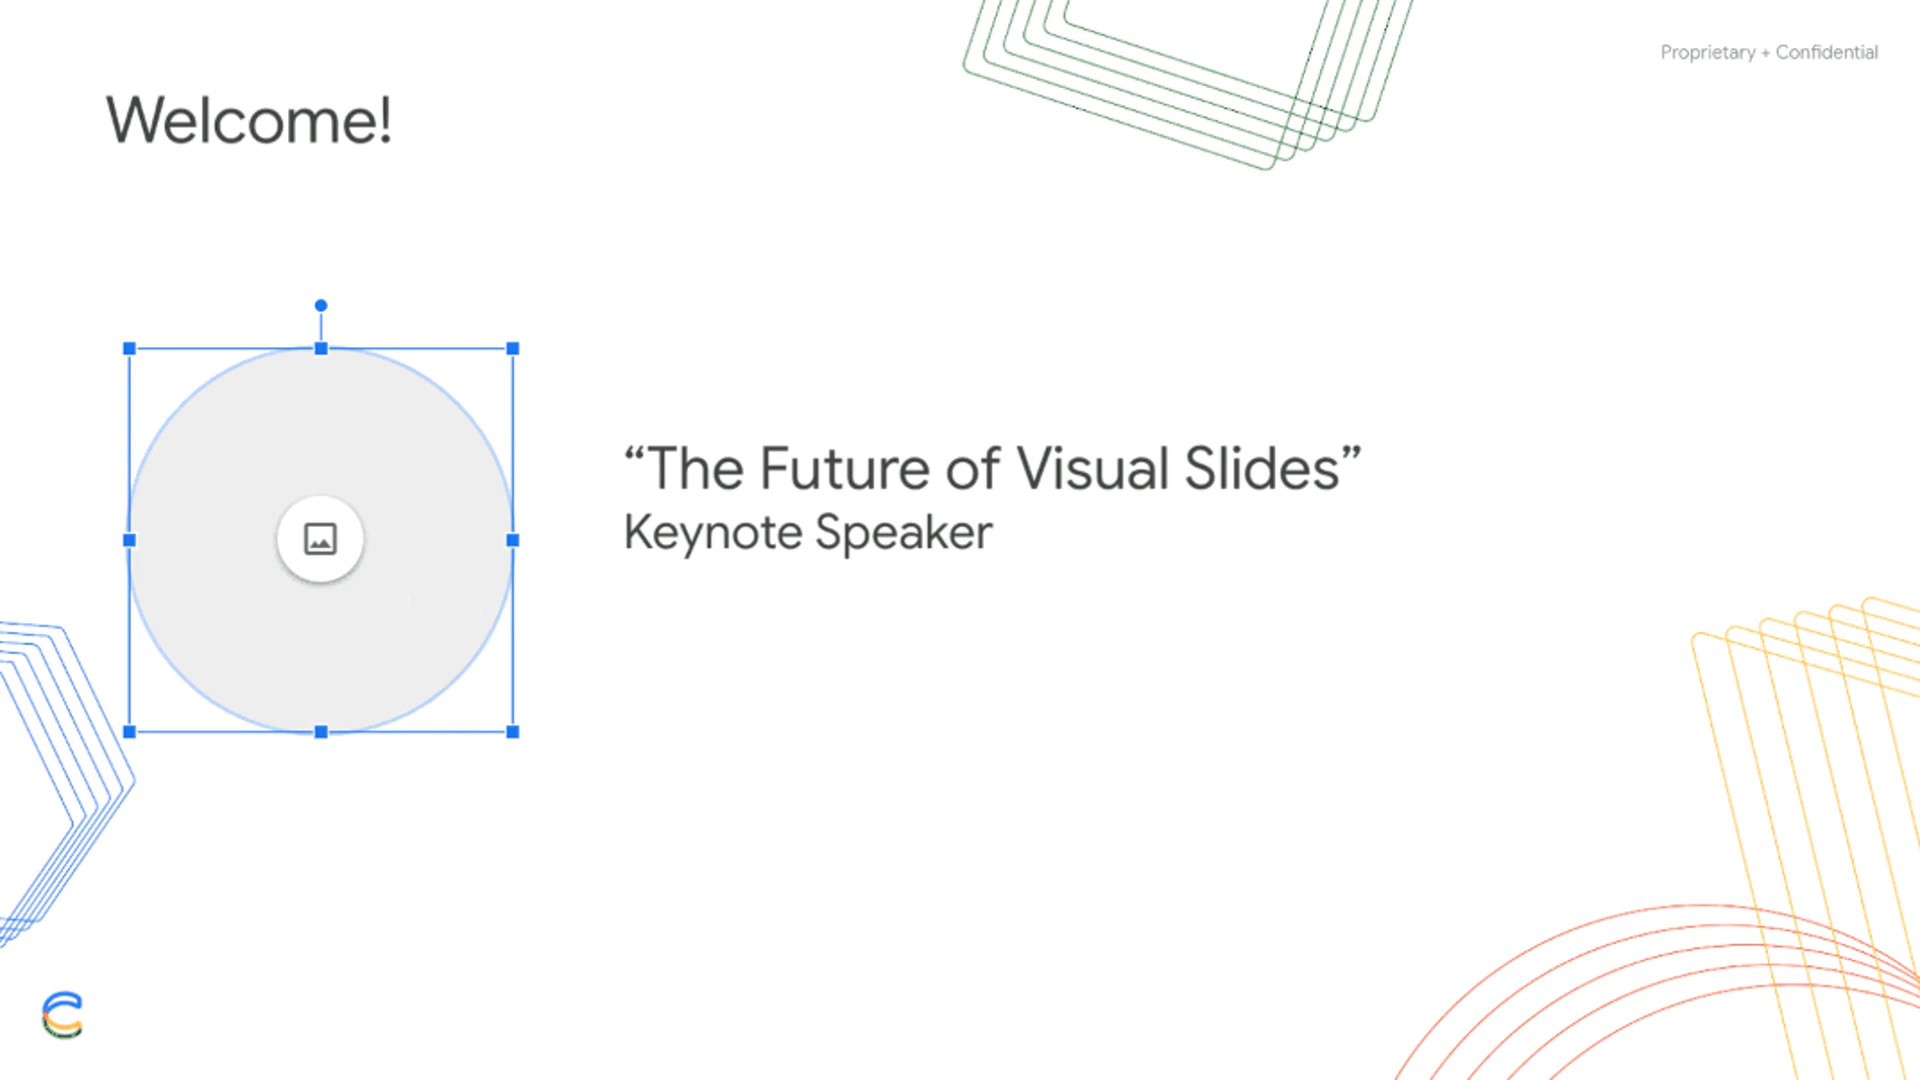 Proprietary + Confidential
Welcome!
“The Future of Visual Slides”
Keynote Speaker